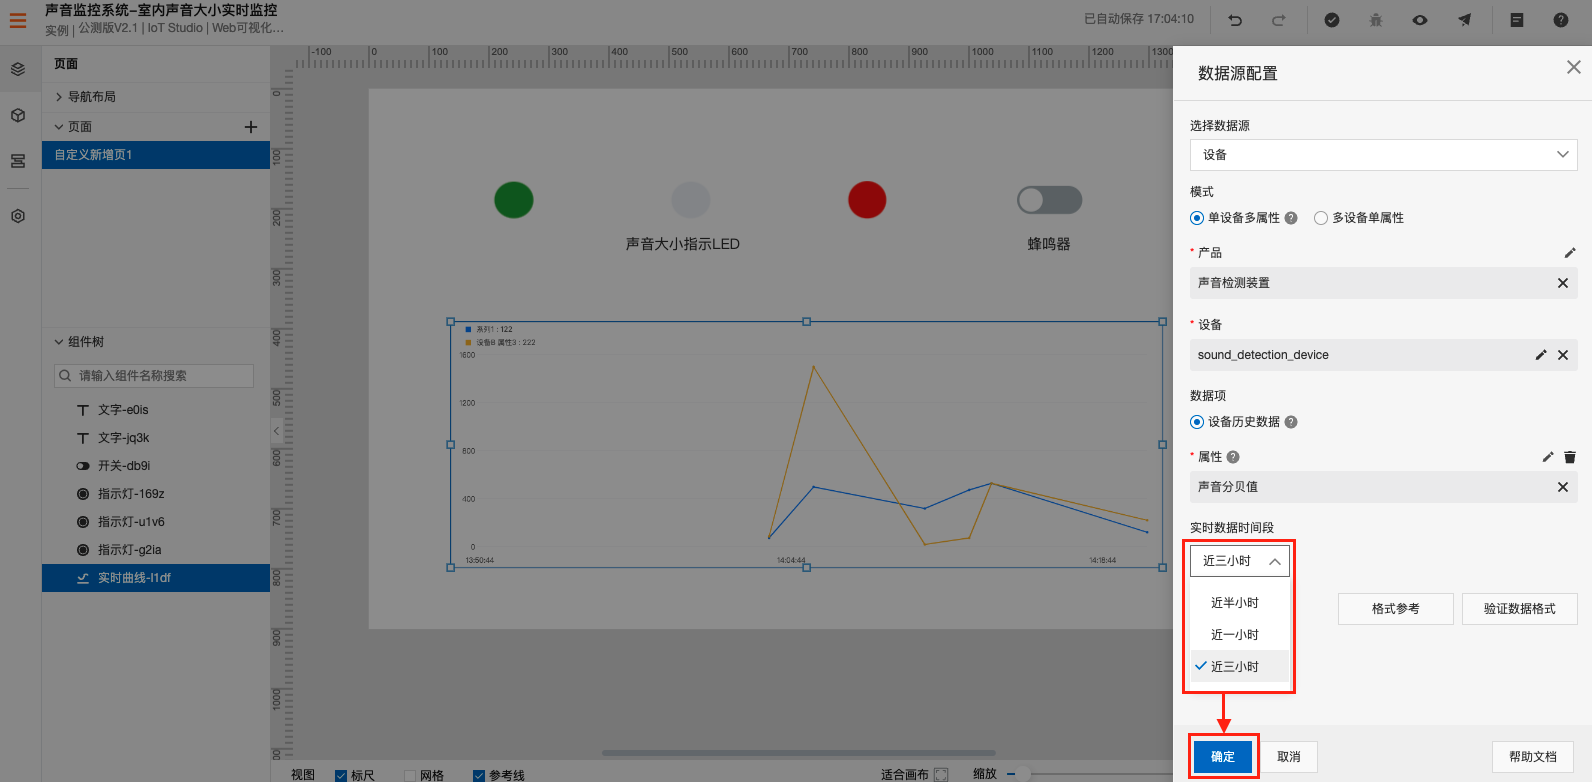 声音监控系统-室内声音大小实时监控
实例 | 公测版V2.1 | IoT Studio | Web可视化...
已自动保存 17:04:10
页面
导航布局
页面
自定义新增页1
组件树
请输入组件名称搜索
文字-e0is
文字-jq3k
开关-db9i
指示灯-169z
指示灯-u1v6
指示灯-g2ia
实时曲线-l1df
-100 0 100 200 300 400 500 600 700 800 900 1000 1100 1200 1300
0
100
200
300
400
500
600
700
800
900
1000
声音大小指示LED
蜂鸣器
系列1 : 122
设备B 属性3 : 222
1600
1200
800
400
0
13:50:44 14:04:44 14:18:44
视图 标尺 网格 参考线 适合画布 缩放
数据源配置
选择数据源
设备
模式
单设备多属性 ? 多设备单属性
* 产品
声音检测装置
* 设备
sound_detection_device
数据项
设备历史数据 ?
* 属性 ?
声音分贝值
实时数据时间段
近三小时
近半小时
近一小时
近三小时
格式参考 验证数据格式
确定 取消 帮助文档